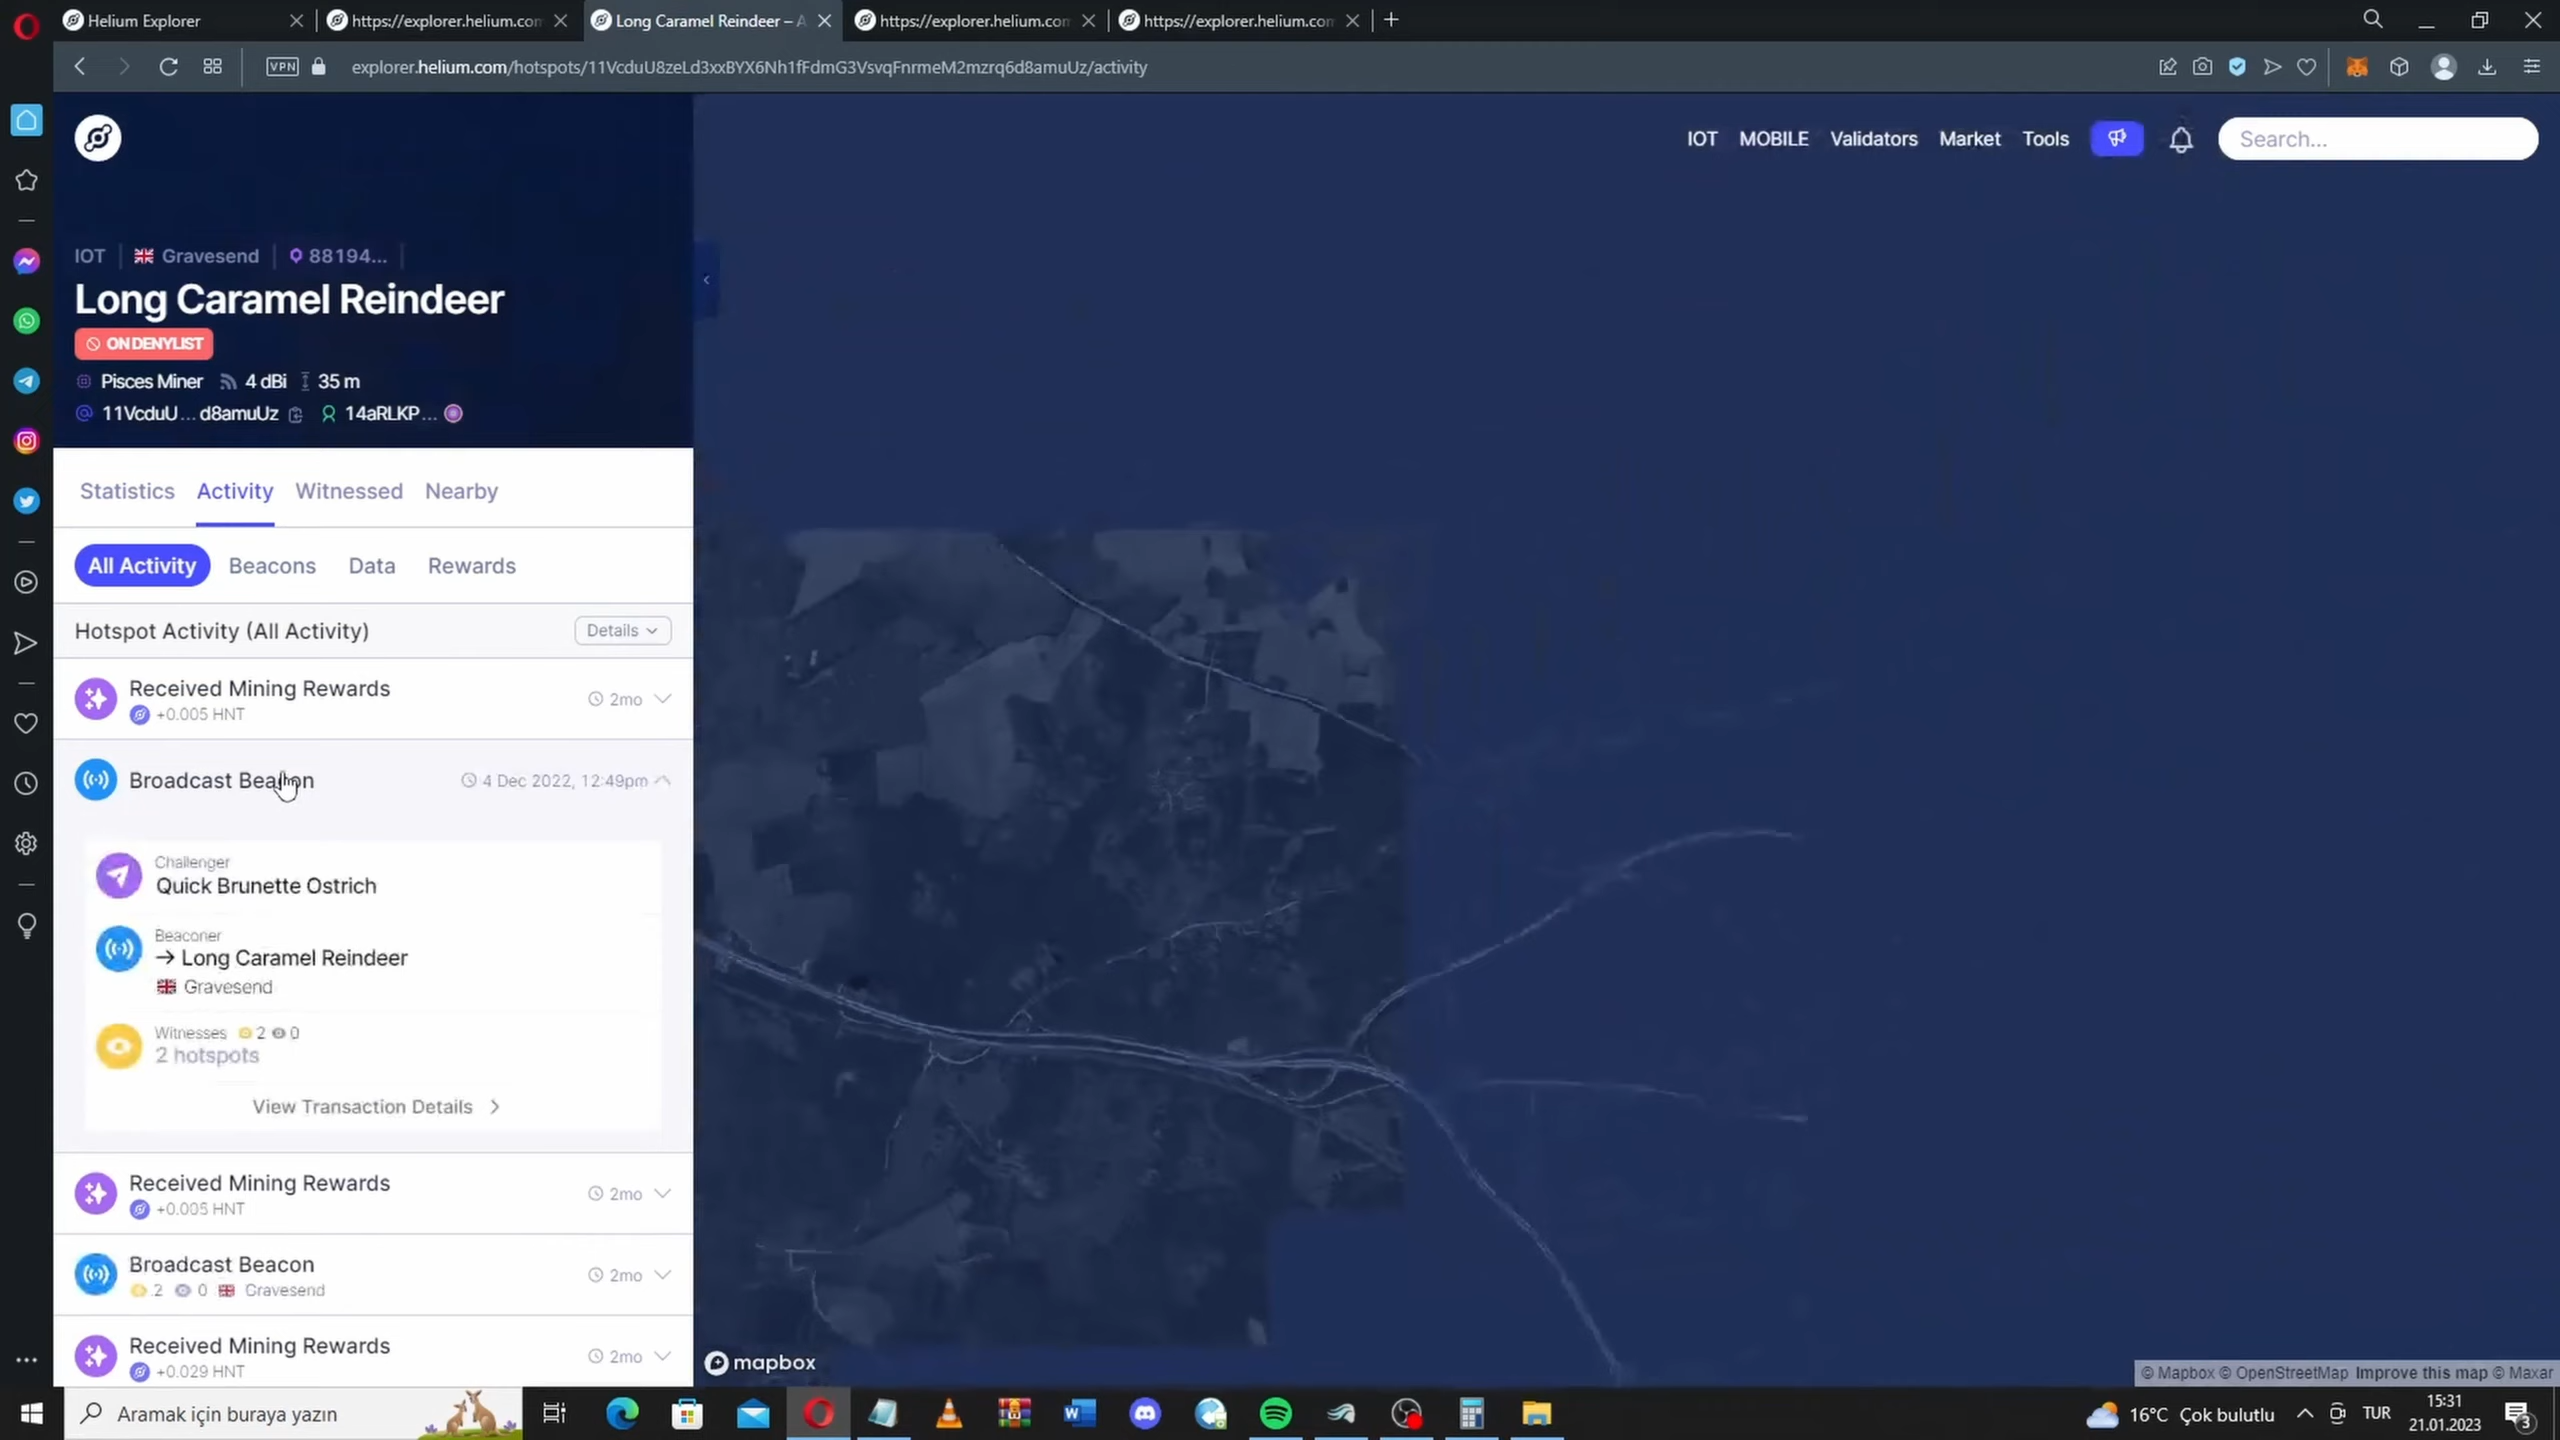 Helium Explorer
https://explorer.helium.com
Long Caramel Reindeer – A
https://explorer.helium.com
https://explorer.helium.com
VPN
explorer.helium.com/hotspots/11VcduU8zeLd3xxBYX6Nh1fFdmG3VsvqFnrmeM2mzrq6d8amuUz/activity
IOT MOBILE Validators Market Tools Search...
IOT Gravesend 88194...
Long Caramel Reindeer
ON DENYLIST
Pisces Miner 4 dBi 35 m
11VcduU... d8amuUz 14aRLKP...
Statistics Activity Witnessed Nearby
All Activity Beacons Data Rewards
Hotspot Activity (All Activity) Details
Received Mining Rewards 2mo
+0.005 HNT
Broadcast Beacon 4 Dec 2022, 12:49pm
Challenger
Quick Brunette Ostrich
Beaconer
→ Long Caramel Reindeer
Gravesend
Witnesses 2 0
2 hotspots
View Transaction Details >
Received Mining Rewards 2mo
+0.005 HNT
Broadcast Beacon 2mo
2 0 Gravesend
Received Mining Rewards 2mo
+0.029 HNT
mapbox
© Mapbox © OpenStreetMap Improve this map © Maxar
Aramak için buraya yazın
16°C Çok bulutlu
TUR
15:31
21.01.2023
3